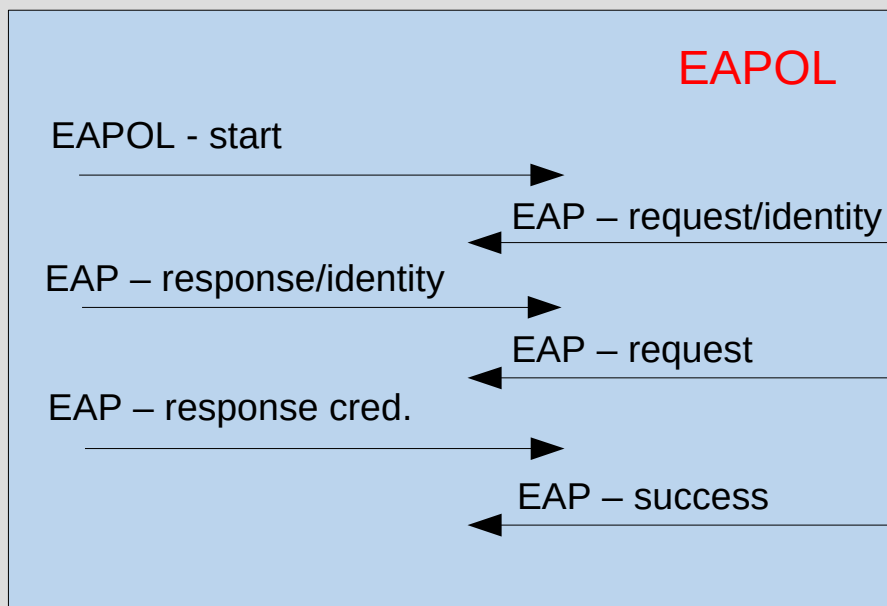 EAPOL
EAPOL - start
EAP – request/identity
EAP – response/identity
EAP – request
EAP – response cred.
EAP – success